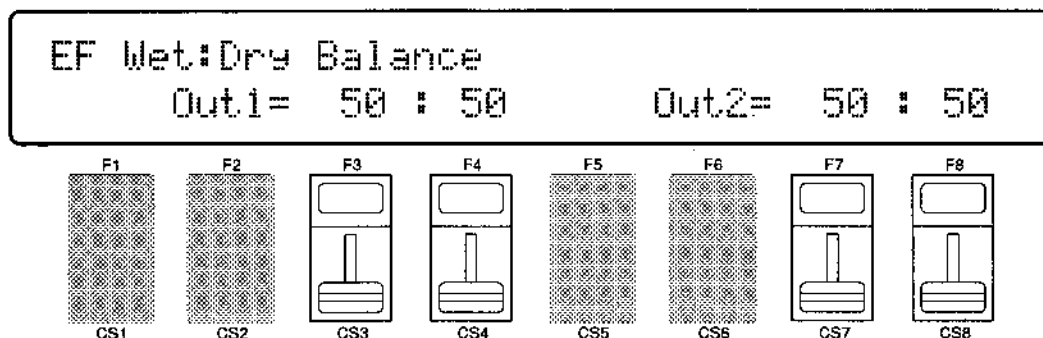 EF Wet:Dry Balance
Out1= 50 : 50 Out2= 50 : 50
F1 F2 F3 F4 F5 F6 F7 F8
CS1 CS2 CS3 CS4 CS5 CS6 CS7 CS8